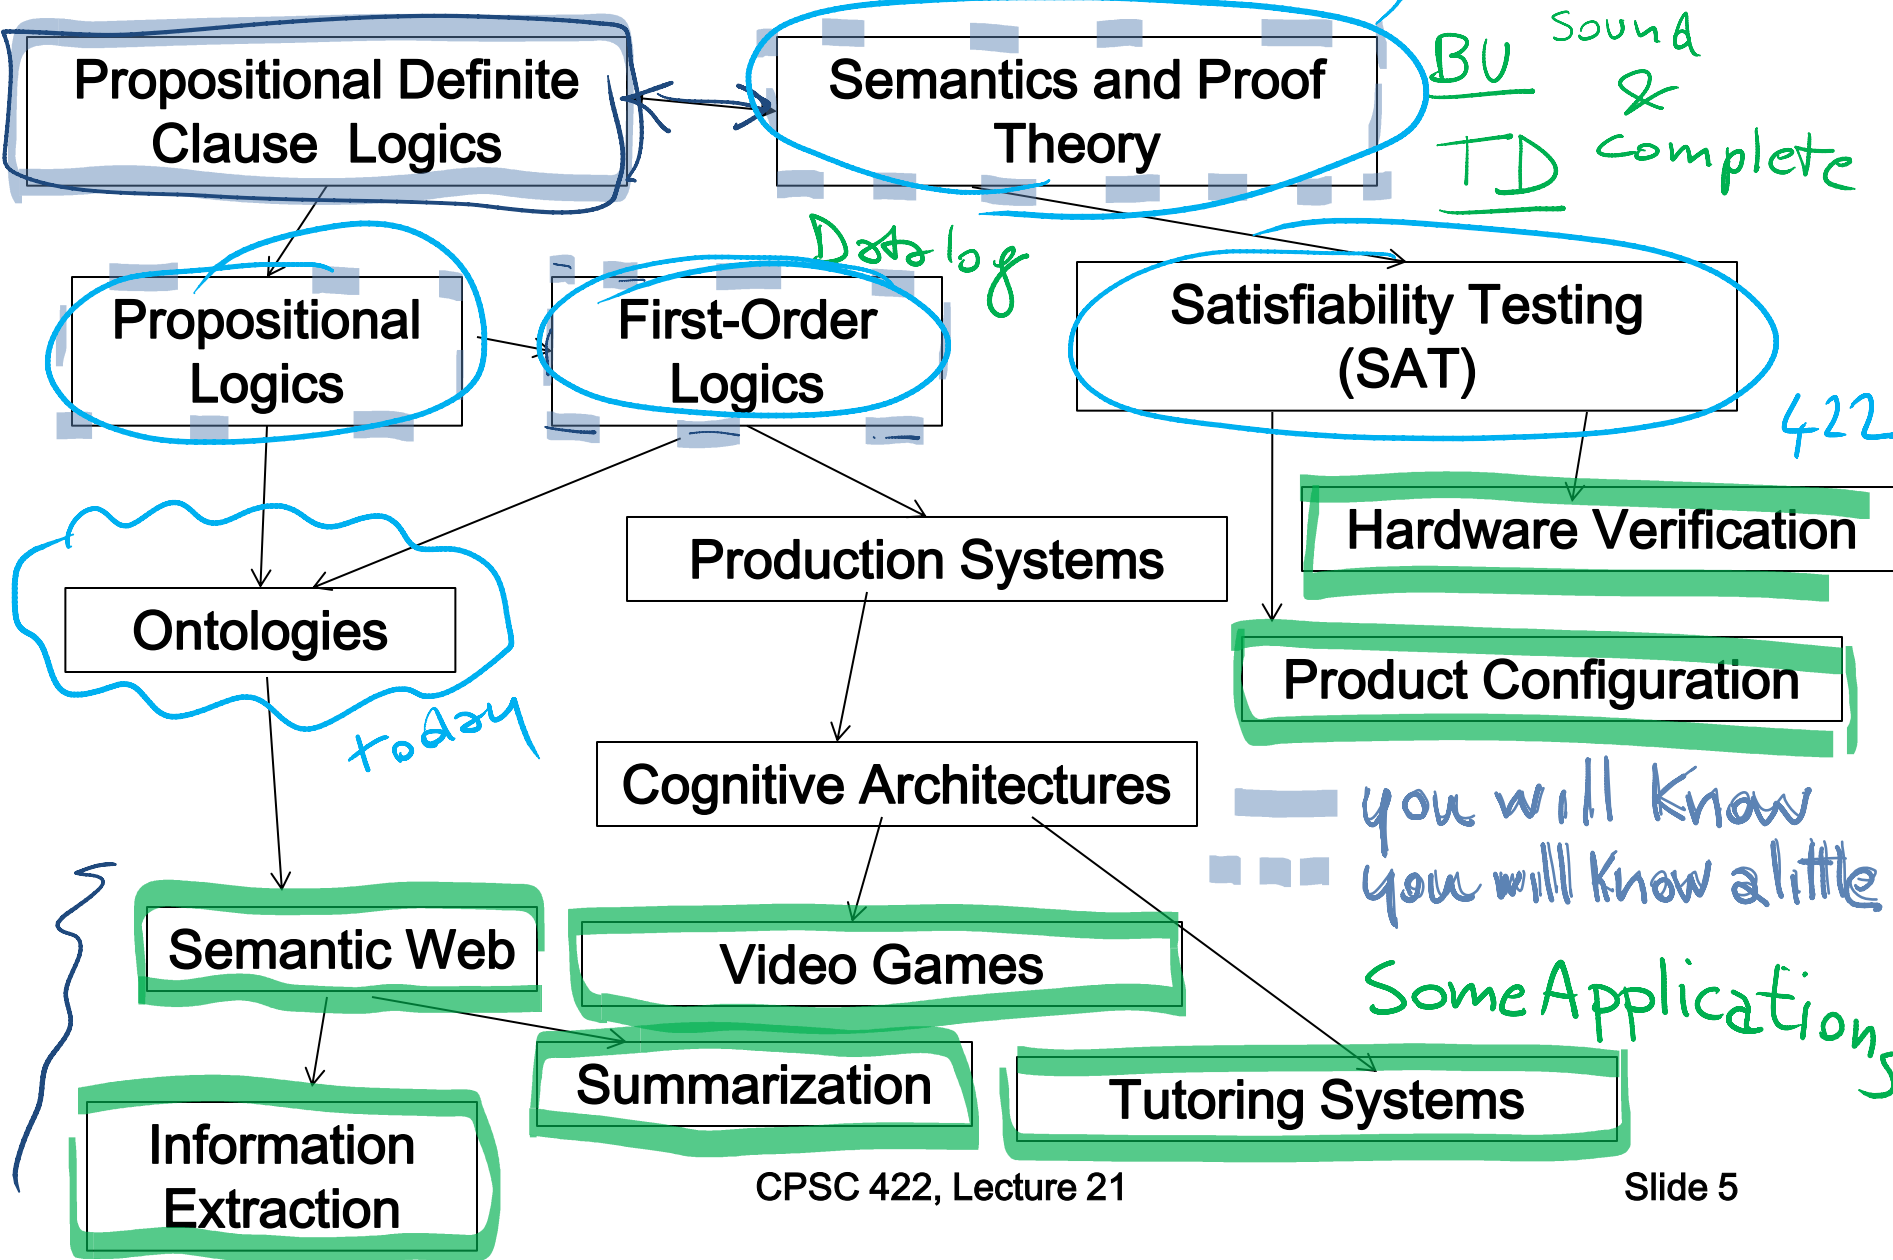 Propositional Definite
Clause Logics
Semantics and Proof
Theory
BU
TD
Sound
&
Complete
Datalog
Propositional
Logics
First-Order
Logics
Satisfiability Testing
(SAT)
422
Hardware Verification
Production Systems
Ontologies
today
Product Configuration
Cognitive Architectures
you will know
you will know a little
Semantic Web
Video Games
Some Applications
Summarization
Tutoring Systems
Information
Extraction
CPSC 422, Lecture 21
Slide 5